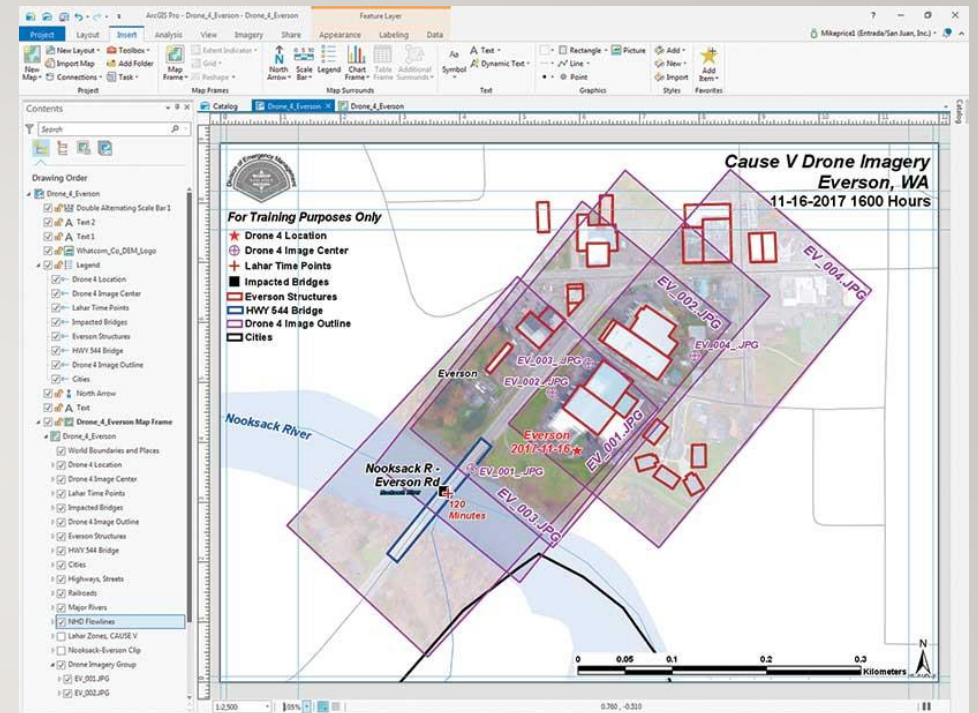 ArcGIS Pro - Drone_4_Everson - Drone_4_Everson
Feature Layer
? - X
Project Layout Insert Analysis View Imagery Share Appearance Labeling Data
Mikeprice1 (Entrada/San Juan, Inc.)
New Map
New Layout
Import Map
Connections
Toolbox
Add Folder
Task
Project
Map Frame
Extent Indicator
Grid
Reshape
Map Frames
North Arrow
Scale Bar
Legend
Chart Frame
Table Frame
Additional Surrounds
Map Surrounds
Aa
Symbol
A Text
Dynamic Text
Text
Rectangle
Picture
Line
Point
Graphics
Add
New
Import
Styles
Add Item
Favorites
Contents
Search
Drawing Order
Drone_4_Everson
Double Alternating Scale Bar 1
Text 2
Text 1
Whatcom_Co_DEM_Logo
Legend
Drone 4 Location
Drone 4 Image Center
Lahar Time Points
Impacted Bridges
Everson Structures
HWY 544 Bridge
Drone 4 Image Outline
Cities
North Arrow
Text
Drone_4_Everson Map Frame
Drone_4_Everson
World Boundaries and Places
Drone 4 Location
Drone 4 Image Center
Lahar Time Points
Impacted Bridges
Drone 4 Image Outline
Everson Structures
HWY 544 Bridge
Cities
Highways, Streets
Railroads
Major Rivers
NHD Flowlines
Lahar Zones, CAUSE V
Nooksack-Everson Clip
Drone Imagery Group
EV_001.JPG
EV_002.JPG
Catalog
Drone_4_Everson
Drone_4_Everson
Catalog
Division of Emergency Management
Cause V Drone Imagery
Everson, WA
11-16-2017 1600 Hours
For Training Purposes Only
Drone 4 Location
Drone 4 Image Center
Lahar Time Points
Impacted Bridges
Everson Structures
HWY 544 Bridge
Drone 4 Image Outline
Cities
EV_004.JPG
EV_002.JPG
EV_004_.JPG
EV_003_.JPG
EV_002_.JPG
Everson
EV_001.JPG
Everson
2017-11-16
Nooksack River
Nooksack R -
Everson Rd
Nooksack River
EV_001_.JPG
120
Minutes
EV_003.JPG
N
0 0.05 0.1 0.2 0.3
Kilometers
1:2,500
105%
0.760 , -0.310